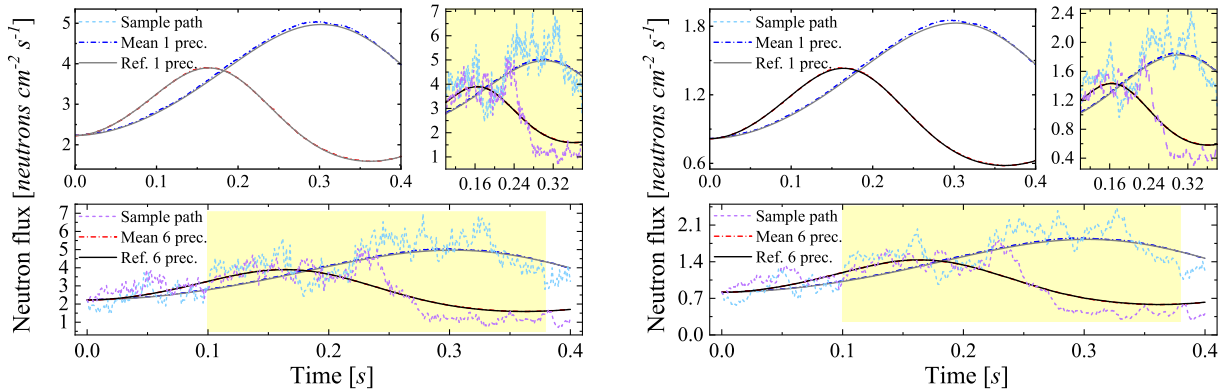 Neutron flux [neutrons cm⁻² s⁻¹]
5
4
3
2
0.0 0.1 0.2 0.3 0.4
Sample path
Mean 1 prec.
Ref. 1 prec.
7
6
5
4
3
2
1
0.16 0.24 0.32
7
6
5
4
3
2
1
Sample path
Mean 6 prec.
Ref. 6 prec.
0.0 0.1 0.2 0.3 0.4
Time [s]
Neutron flux [neutrons cm⁻² s⁻¹]
1.8
1.4
1.0
0.6
0.0 0.1 0.2 0.3 0.4
Sample path
Mean 1 prec.
Ref. 1 prec.
2.4
2.0
1.6
1.2
0.8
0.4
0.16 0.24 0.32
2.1
1.4
0.7
0.0
Sample path
Mean 6 prec.
Ref. 6 prec.
0.0 0.1 0.2 0.3 0.4
Time [s]